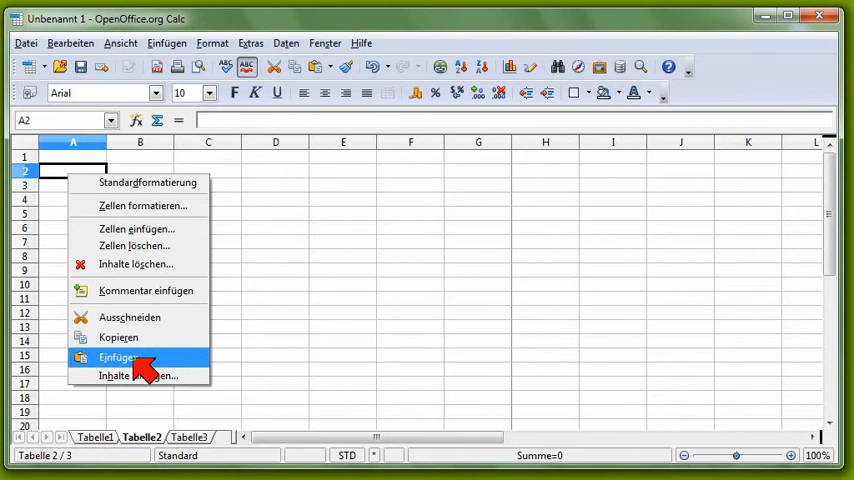 Unbenannt 1 - OpenOffice.org Calc
Datei Bearbeiten Ansicht Einfügen Format Extras Daten Fenster Hilfe
Arial 10 F K U
A2
A B C D E F G H I J K L
1
2
3
4
5
6
7
8
9
10
11
12
13
14
15
16
17
18
19
20
Standardformatierung
Zellen formatieren...
Zellen einfügen...
Zellen löschen...
Inhalte löschen...
Kommentar einfügen
Ausschneiden
Kopieren
Tabelle1 Tabelle2 Tabelle3
Tabelle 2 / 3 Standard STD * Summe=0 100%